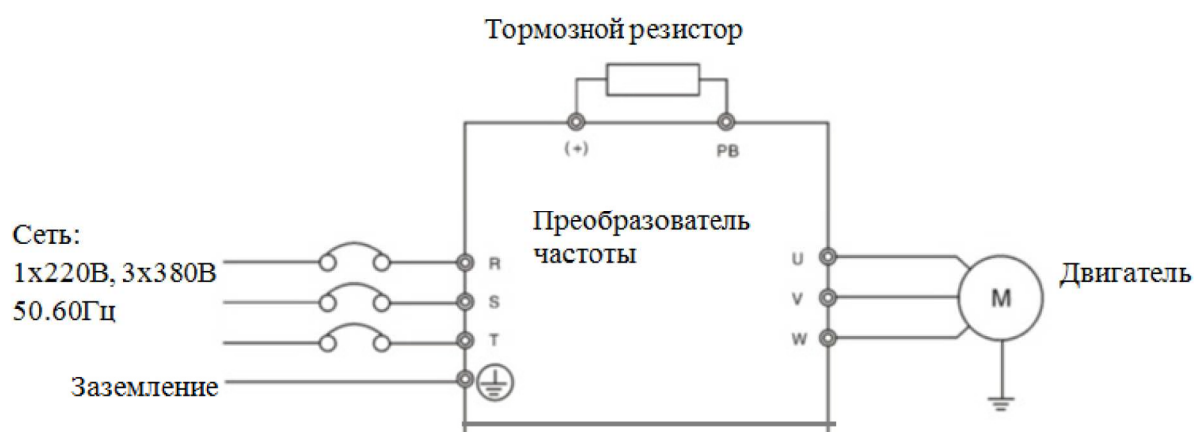 Тормозной резистор
(+)
PB
Преобразователь
частоты
Сеть:
1х220В, 3х380В
50.60Гц
Заземление
R
S
T
U
V
W
M
Двигатель